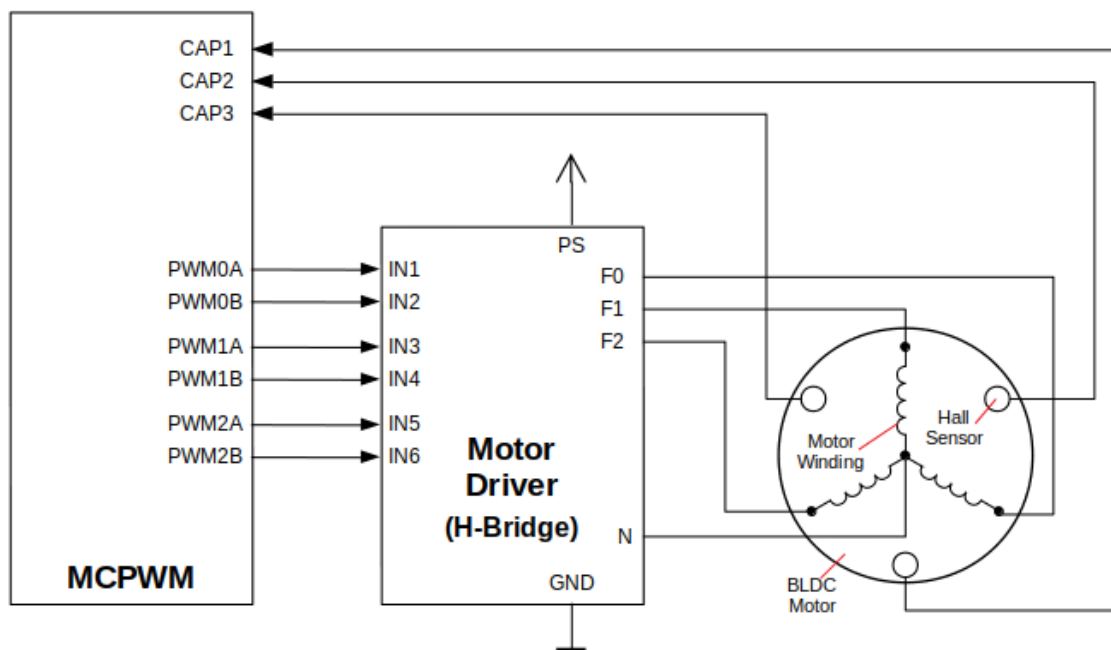 CAP1
CAP2
CAP3
PWM0A
PWM0B
PWM1A
PWM1B
PWM2A
PWM2B
MCPWM
PS
IN1
IN2
IN3
IN4
IN5
IN6
F0
F1
F2
Motor
Driver
(H-Bridge)
N
GND
Hall
Sensor
Motor
Winding
BLDC
Motor